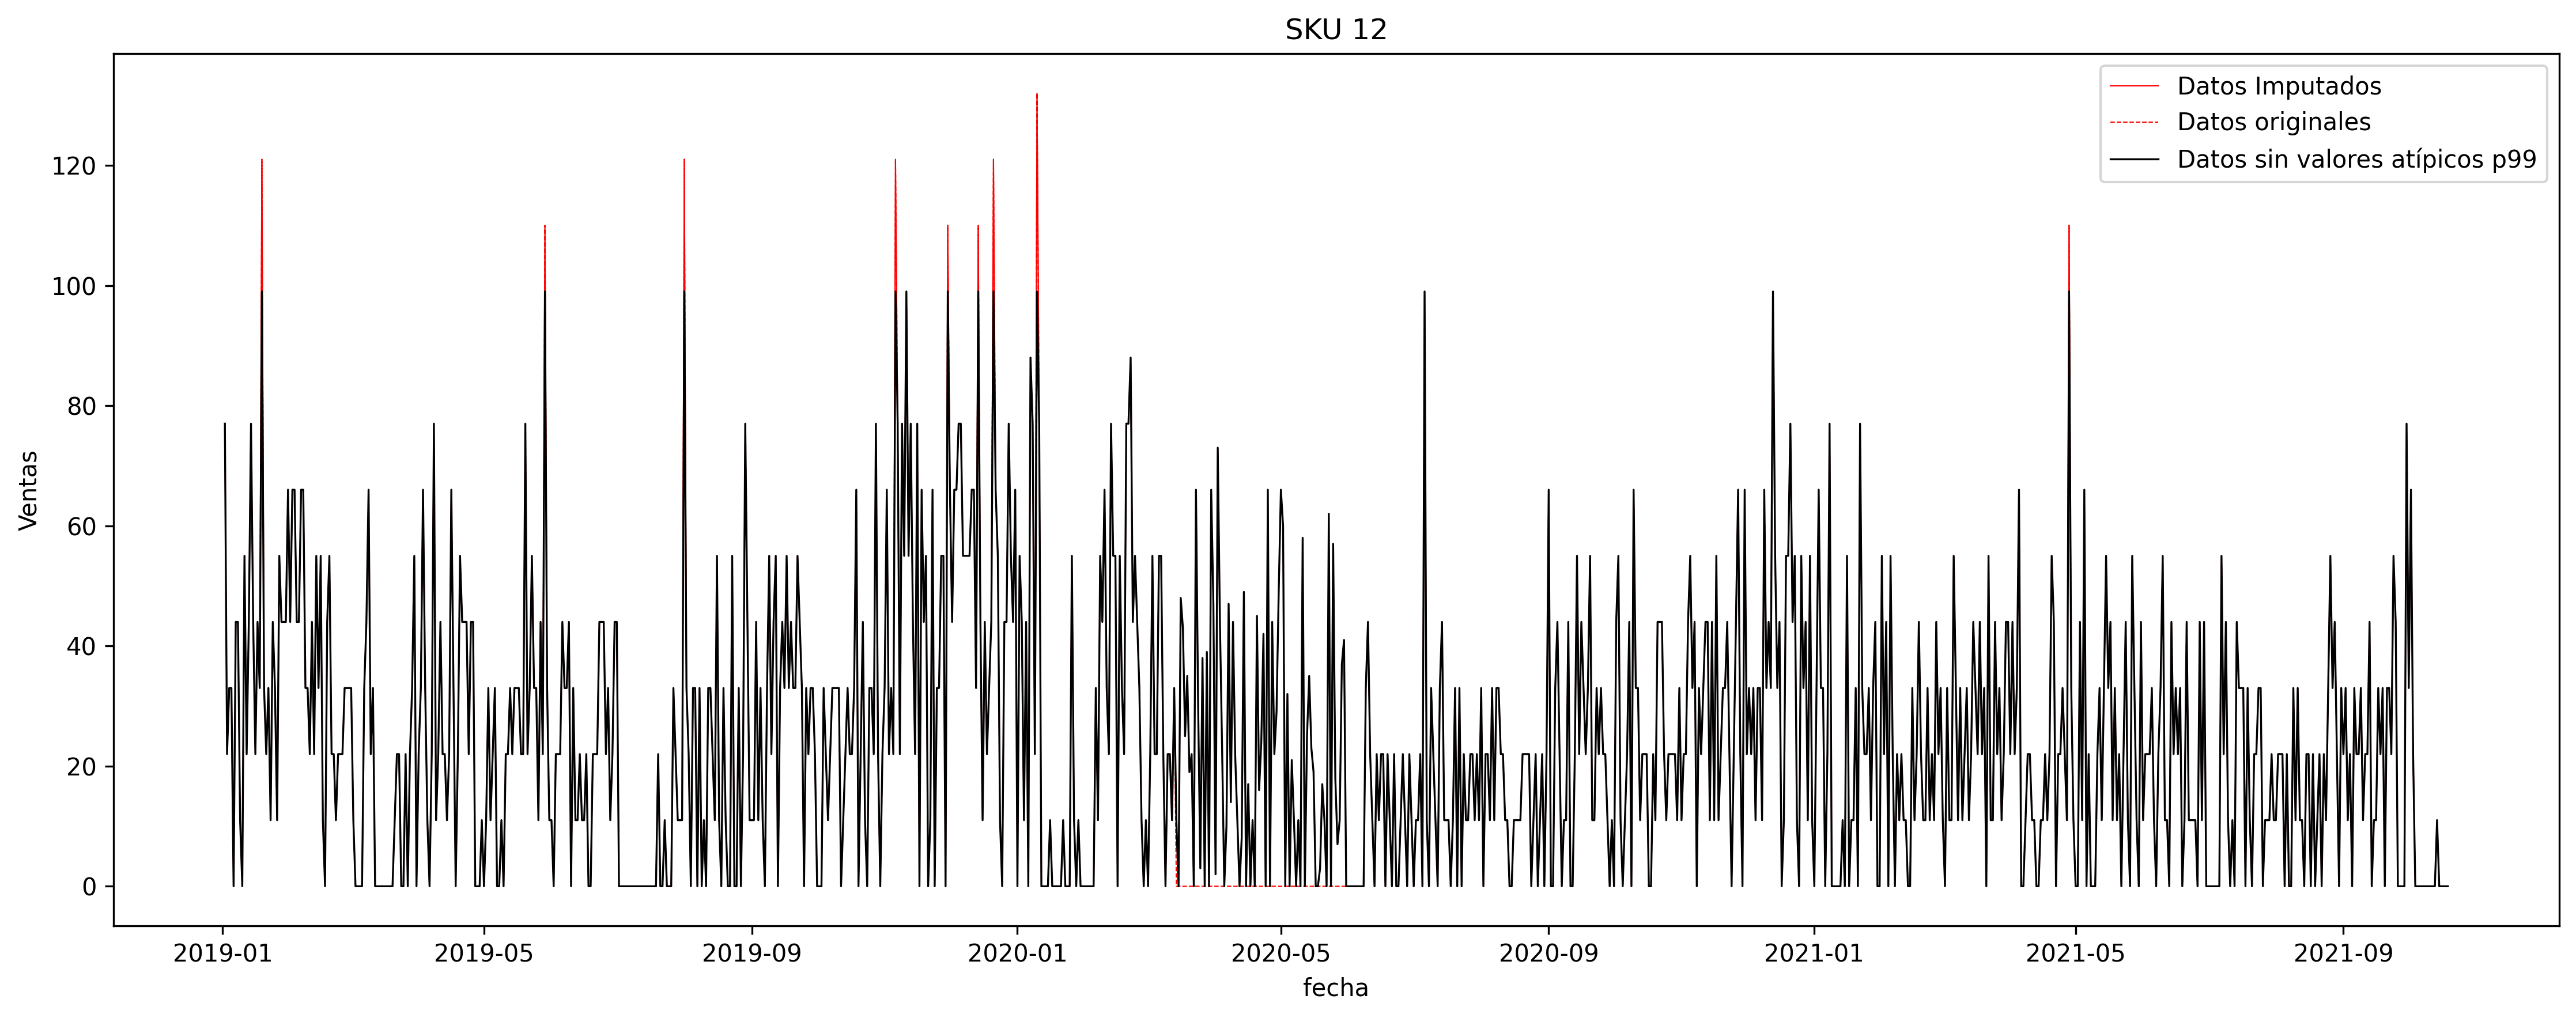 SKU 12
Datos Imputados
Datos originales
Datos sin valores atípicos p99
120
100
80
60
40
20
0
Ventas
2019-01 2019-05 2019-09 2020-01 2020-05 2020-09 2021-01 2021-05 2021-09
fecha